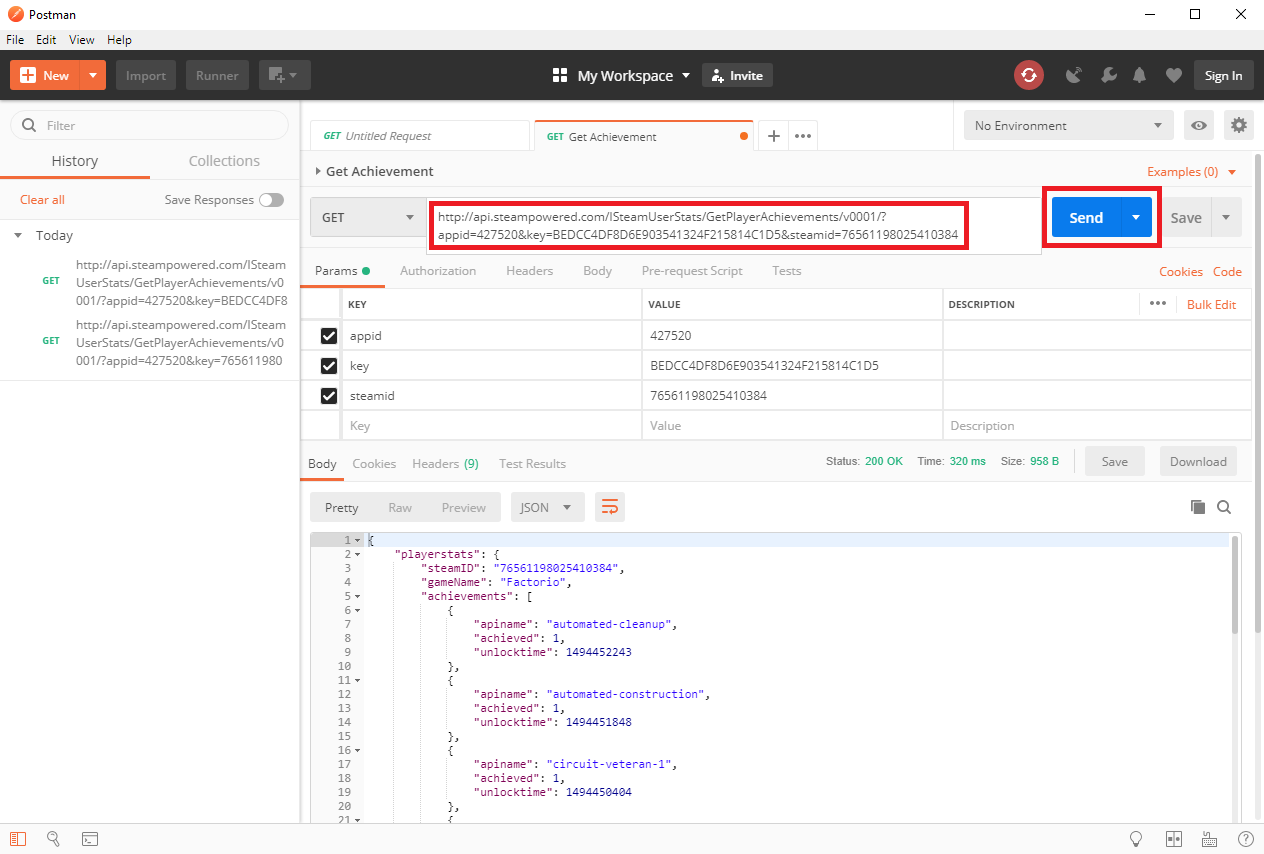 Postman
File Edit View Help
New Import Runner My Workspace Invite Sign In
Filter
History Collections
Clear all Save Responses
Today
GET http://api.steampowered.com/ISteam
UserStats/GetPlayerAchievements/v0
001/?appid=427520&key=BEDCC4DF8
GET http://api.steampowered.com/ISteam
UserStats/GetPlayerAchievements/v0
001/?appid=427520&key=765611980
GET Untitled Request GET Get Achievement No Environment
Get Achievement Examples (0)
GET http://api.steampowered.com/ISteamUserStats/GetPlayerAchievements/v0001/?
appid=427520&key=BEDCC4DF8D6E903541324F215814C1D5&steamid=76561198025410384
Send Save
Params Authorization Headers Body Pre-request Script Tests Cookies Code
KEY VALUE DESCRIPTION Bulk Edit
appid 427520
key BEDCC4DF8D6E903541324F215814C1D5
steamid 76561198025410384
Key Value Description
Body Cookies Headers (9) Test Results Status: 200 OK Time: 320 ms Size: 958 B Save Download
Pretty Raw Preview JSON
1 {
2 "playerstats": {
3 "steamID": "76561198025410384",
4 "gameName": "Factorio",
5 "achievements": [
6 {
7 "apiname": "automated-cleanup",
8 "achieved": 1,
9 "unlocktime": 1494452243
10 },
11 {
12 "apiname": "automated-construction",
13 "achieved": 1,
14 "unlocktime": 1494451848
15 },
16 {
17 "apiname": "circuit-veteran-1",
18 "achieved": 1,
19 "unlocktime": 1494450404
20 },
21 {